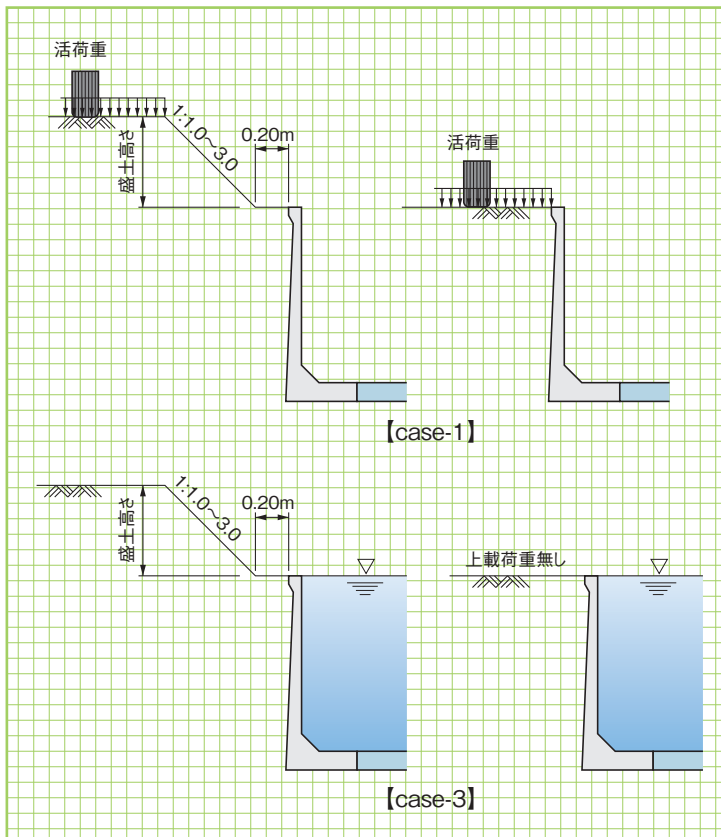 活荷重
1:1.0～3.0
0.20m
盛土高さ
活荷重
【case-1】
1:1.0～3.0
0.20m
盛土高さ
上載荷重無し
【case-3】